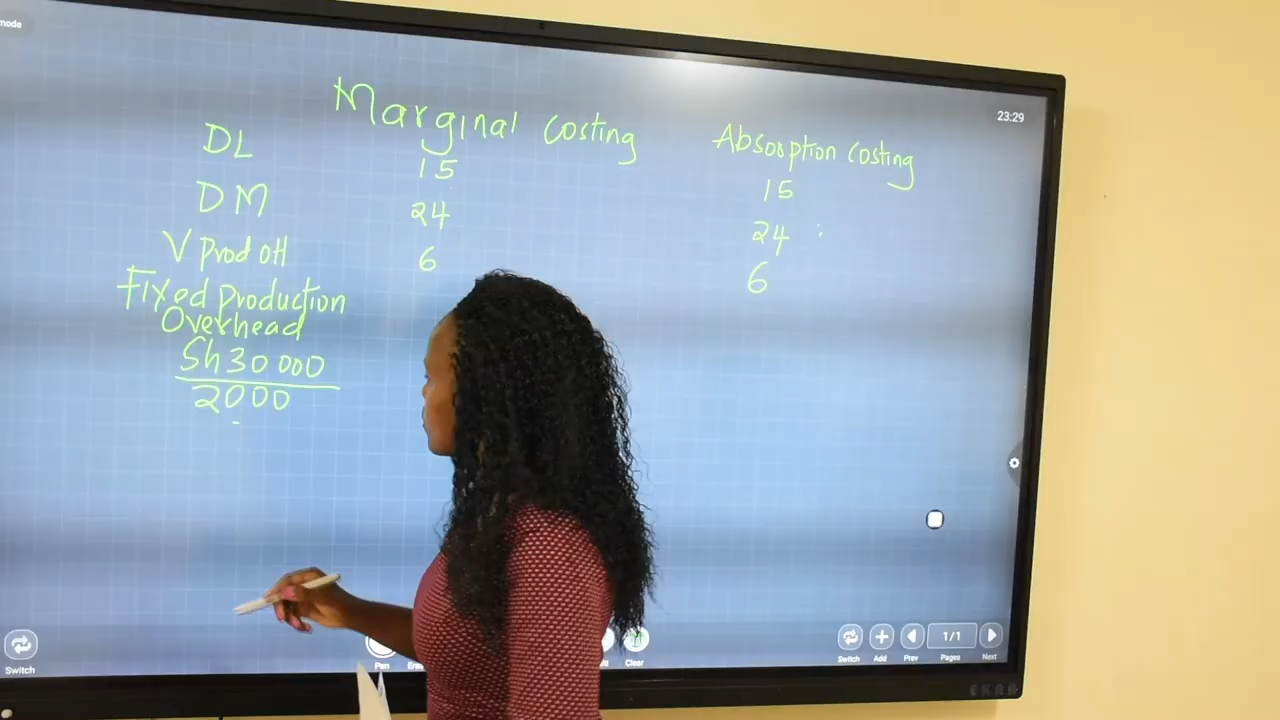 mode
23:29
Marginal costing
Absorption costing
DL 15 15
DM 24 24
V prod OH 6 6
Fixed production
Overhead
Sh 30 000
2000
Switch
Pen
Clear
Switch
Add
Prev
1/1
Pages
Next